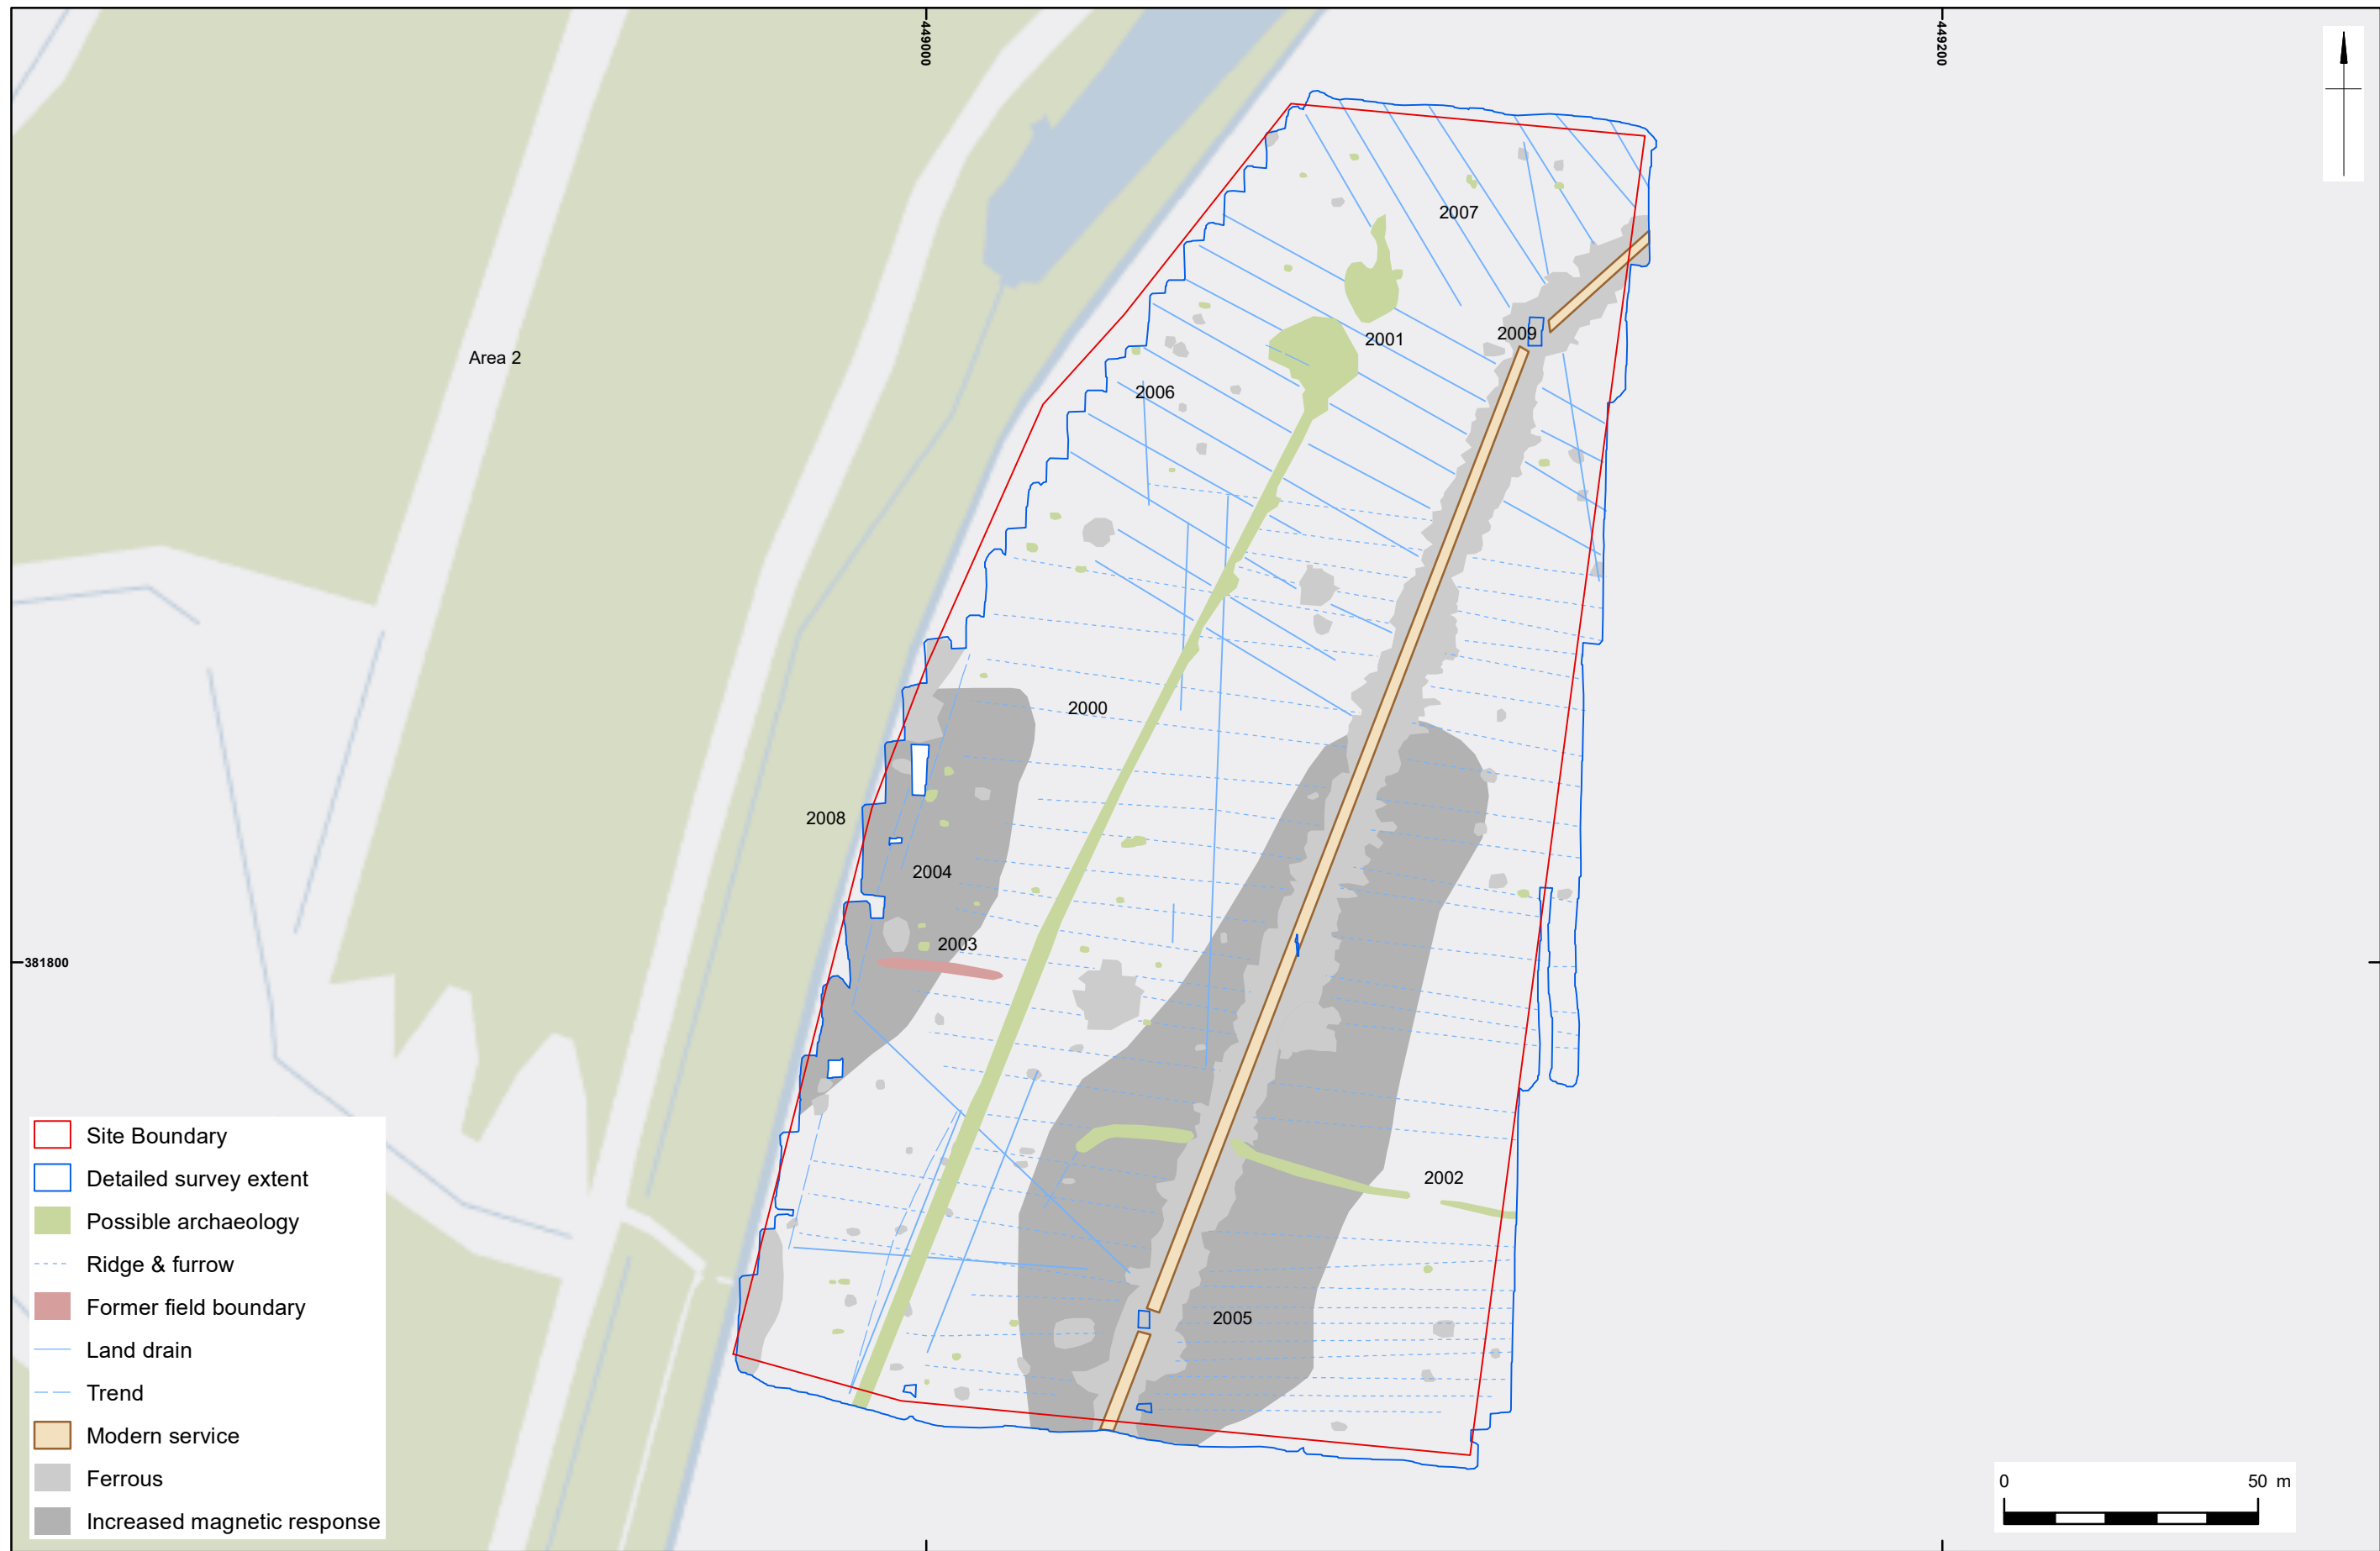 449000
449200
Area 2
2007
2009
2001
2006
2000
2008
2004
2003
381800
2002
2005
Site Boundary
Detailed survey extent
Possible archaeology
Ridge & furrow
Former field boundary
Land drain
Trend
Modern service
Ferrous
Increased magnetic response
0 50 m